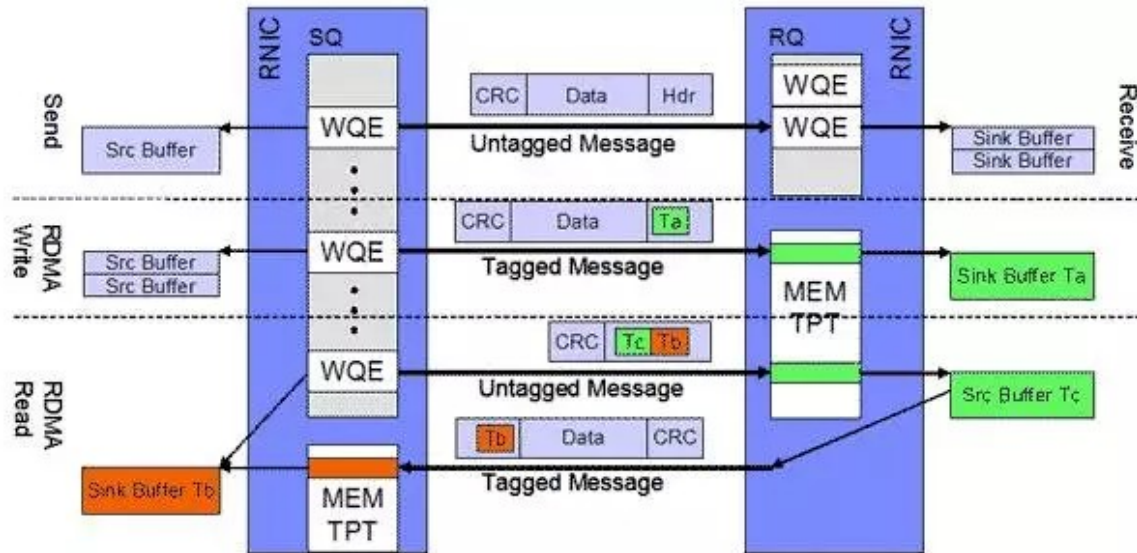 RNIC
SQ
RQ
RNIC
Send
Src Buffer
WQE
CRC Data Hdr
Untagged Message
WQE
WQE
Sink Buffer
Sink Buffer
Receive
RDMA
Write
Src Buffer
Src Buffer
WQE
CRC Data Ta
Tagged Message
MEM
TPT
Sink Buffer Ta
RDMA
Read
WQE
CRC Tc Tb
Untagged Message
Src Buffer Tc
Tb Data CRC
Tagged Message
Sink Buffer Tb
MEM
TPT